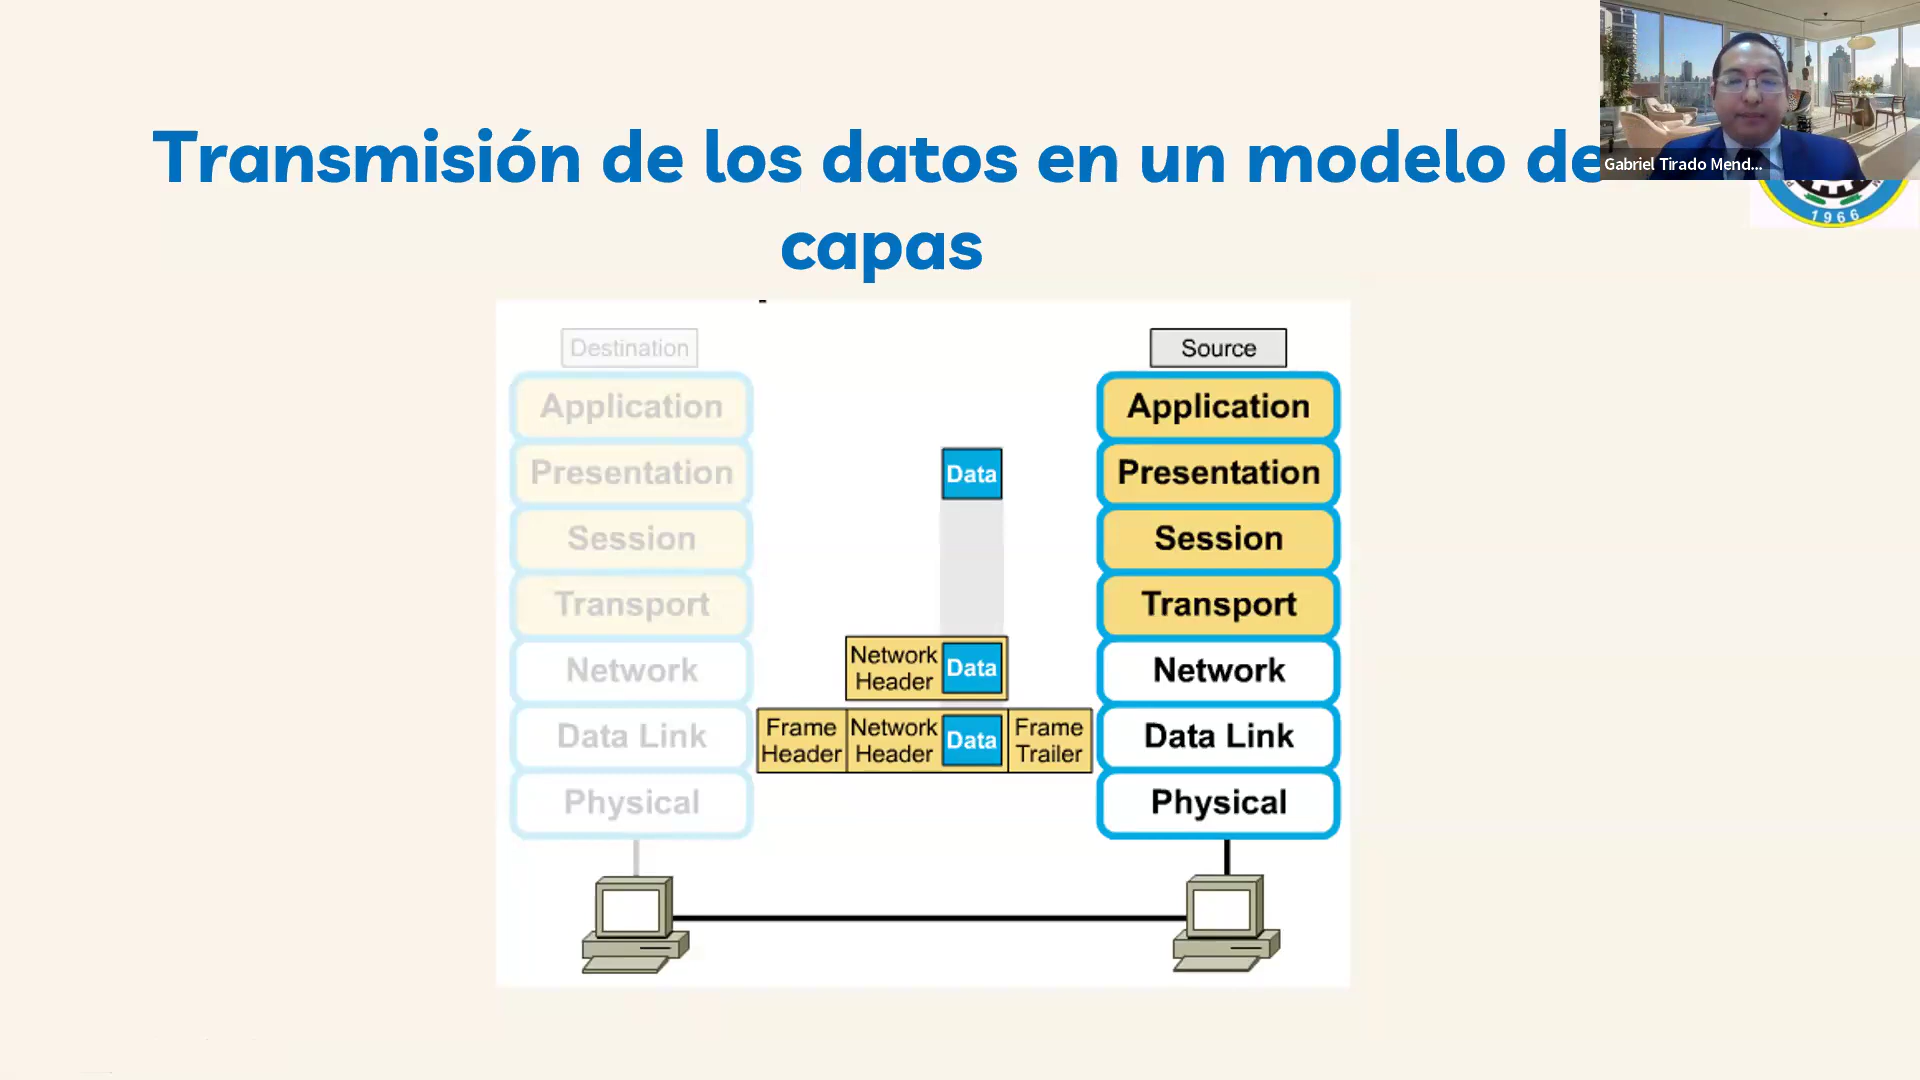 Transmisión de los datos en un modelo de
capas
Gabriel Tirado Mend...
1966
Destination
Source
Application
Presentation
Session
Transport
Network
Data Link
Physical
Data
Network
Header
Data
Frame
Header
Network
Header
Data
Frame
Trailer
Application
Presentation
Session
Transport
Network
Data Link
Physical